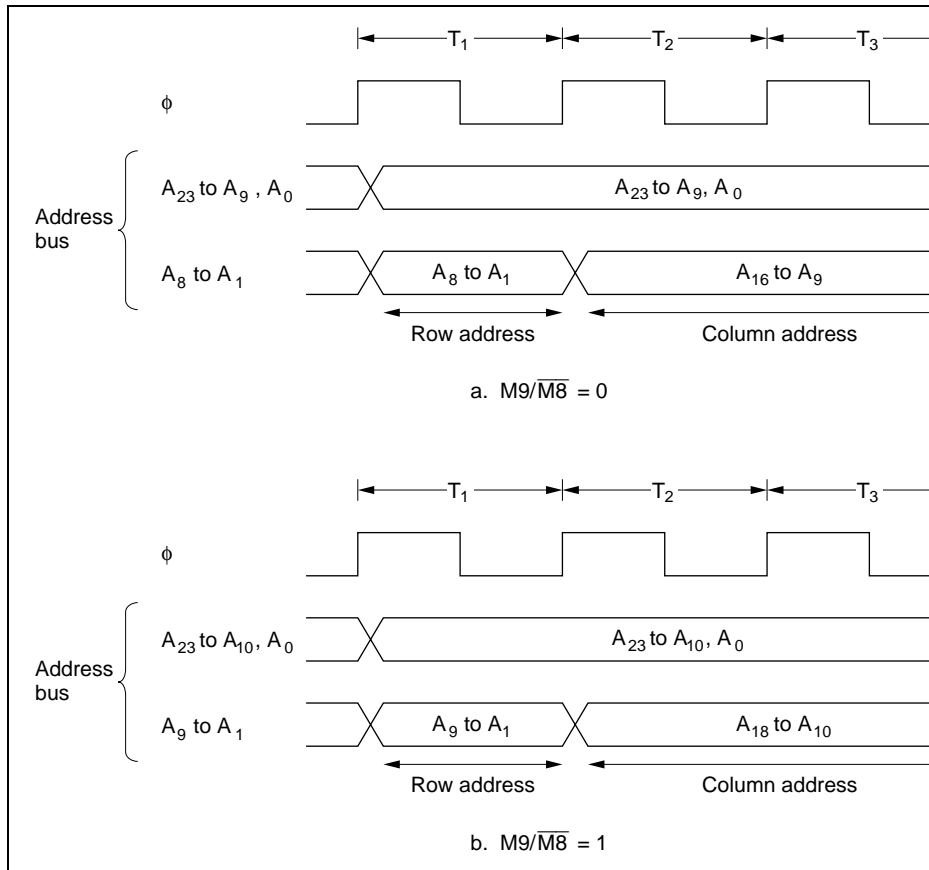 T₁ T₂ T₃
φ
Address bus
A₂₃ to A₉ , A₀ A₂₃ to A₉, A₀
A₈ to A₁ A₈ to A₁ A₁₆ to A₉
Row address Column address
a. M9/M̅8̅ = 0
T₁ T₂ T₃
φ
Address bus
A₂₃ to A₁₀, A₀ A₂₃ to A₁₀, A₀
A₉ to A₁ A₉ to A₁ A₁₈ to A₁₀
Row address Column address
b. M9/M̅8̅ = 1